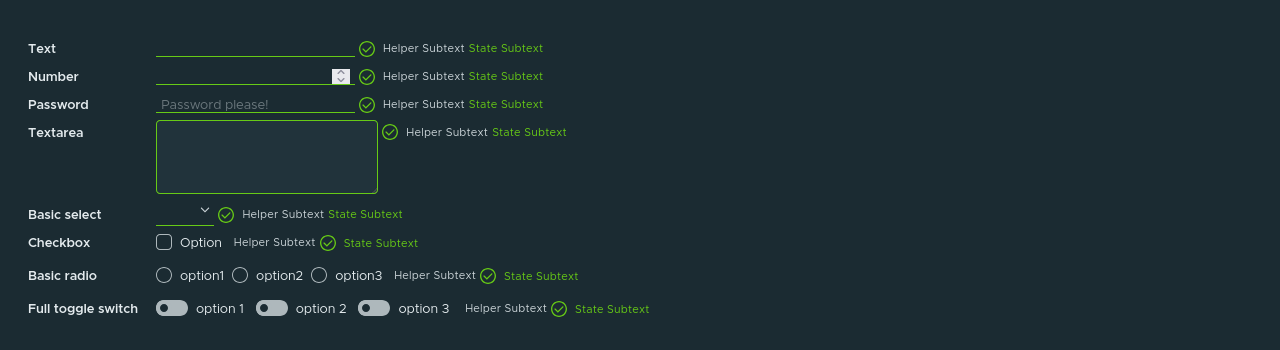 Text Helper Subtext State Subtext
Number Helper Subtext State Subtext
Password Password please! Helper Subtext State Subtext
Textarea Helper Subtext State Subtext
Basic select Helper Subtext State Subtext
Checkbox Option Helper Subtext State Subtext
Basic radio option1 option2 option3 Helper Subtext State Subtext
Full toggle switch option 1 option 2 option 3 Helper Subtext State Subtext